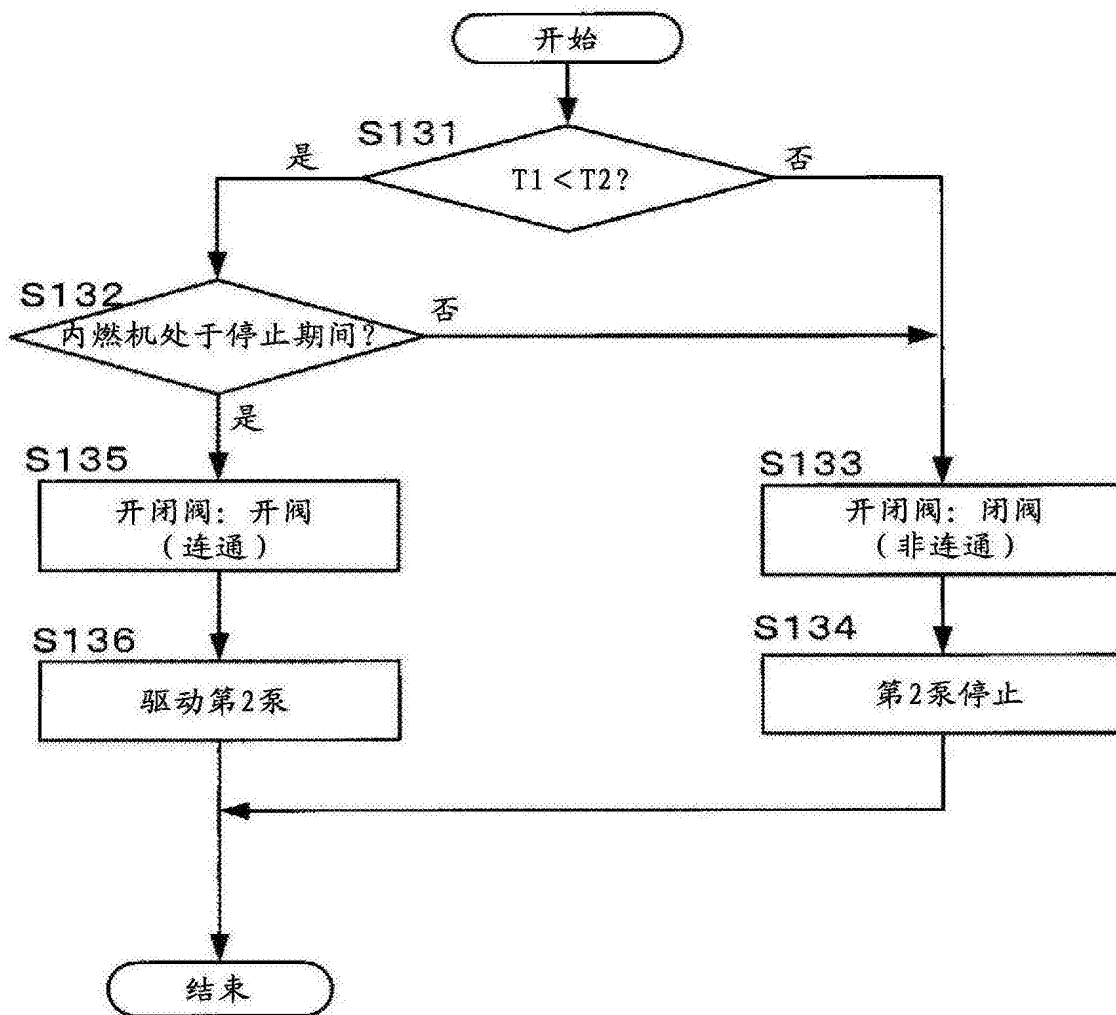 开始
S131
是
T1＜T2？
否
S132
内燃机处于停止期间？
否
是
S135
开闭阀：开阀
（连通）
S133
开闭阀：闭阀
（非连通）
S136
驱动第2泵
S134
第2泵停止
结束